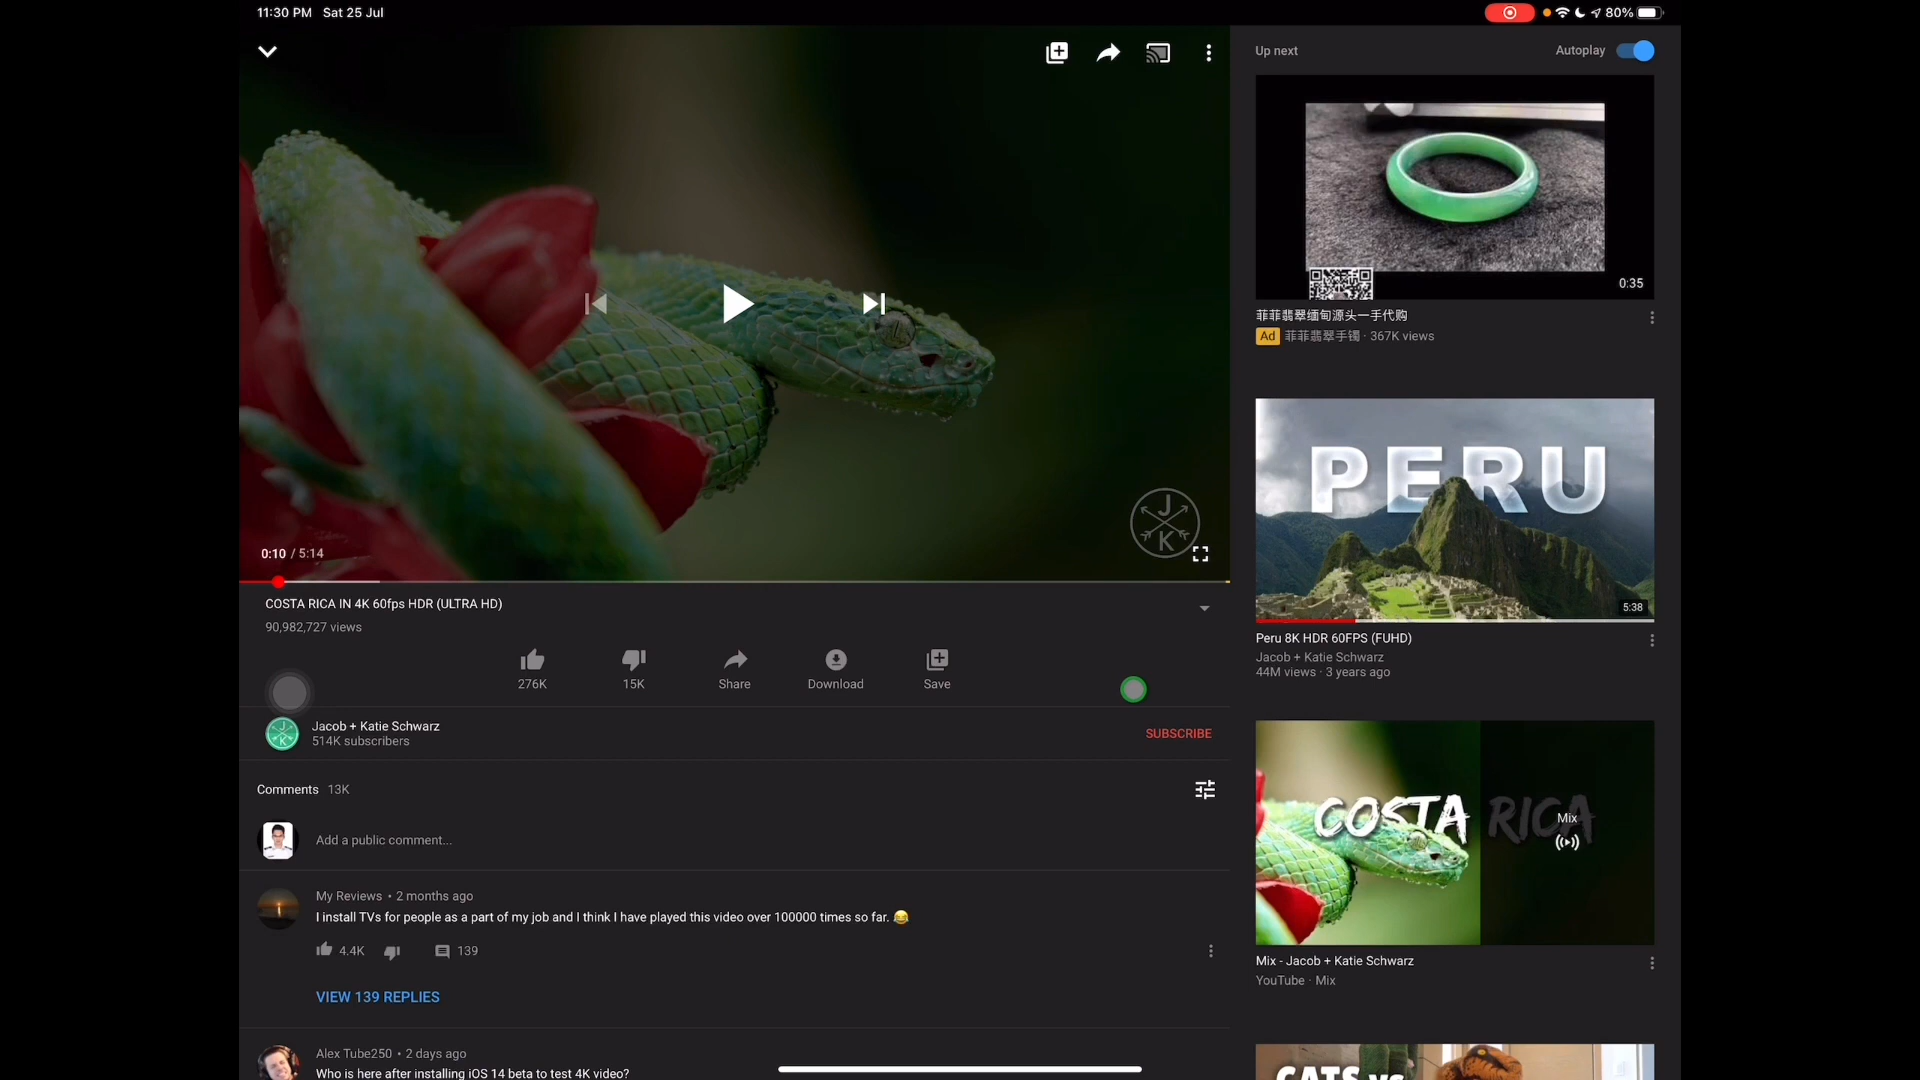 11:30 PM Sat 25 Jul
80%
Up next
Autoplay
0:35
菲菲翡翠缅甸源头一手代购
Ad 菲菲翡翠手镯 · 367K views
J
K
0:10 / 5:14
COSTA RICA IN 4K 60fps HDR (ULTRA HD)
90,982,727 views
276K
15K
Share
Download
Save
Jacob + Katie Schwarz
514K subscribers
SUBSCRIBE
Comments 13K
Add a public comment...
My Reviews • 2 months ago
I install TVs for people as a part of my job and I think I have played this video over 100000 times so far. 😂
4.4K
139
VIEW 139 REPLIES
Alex Tube250 • 2 days ago
Who is here after installing iOS 14 beta to test 4K video?
PERU
5:38
Peru 8K HDR 60FPS (FUHD)
Jacob + Katie Schwarz
44M views · 3 years ago
COSTA RICA
Mix
Mix - Jacob + Katie Schwarz
YouTube · Mix
CATS vs